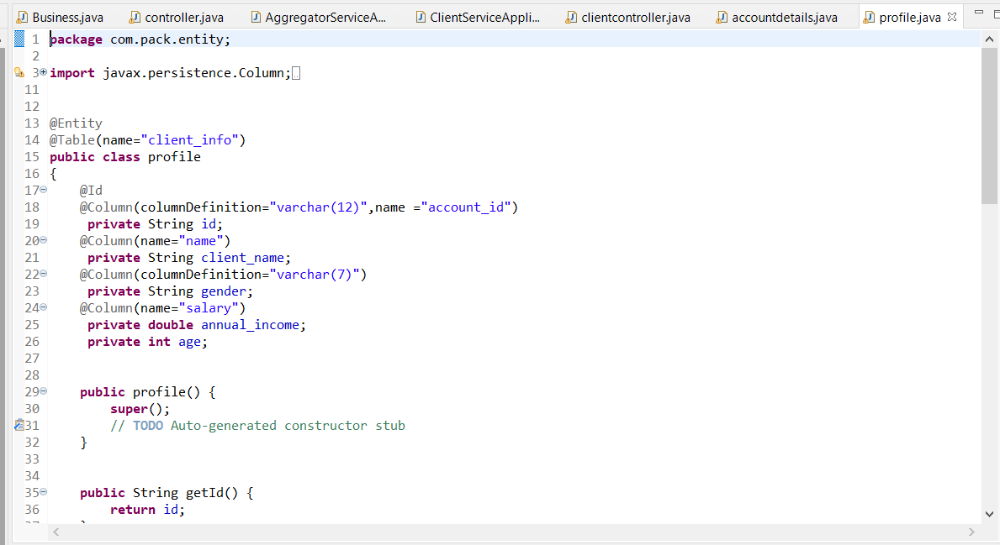 Business.java controller.java AggregatorServiceA... ClientServiceAppli... clientcontroller.java accountdetails.java profile.java
1 package com.pack.entity;
2
3 import javax.persistence.Column;
11
12
13 @Entity
14 @Table(name="client_info")
15 public class profile
16 {
17 @Id
18 @Column(columnDefinition="varchar(12)",name ="account_id")
19 private String id;
20 @Column(name="name")
21 private String client_name;
22 @Column(columnDefinition="varchar(7)")
23 private String gender;
24 @Column(name="salary")
25 private double annual_income;
26 private int age;
27
28
29 public profile() {
30 super();
31 // TODO Auto-generated constructor stub
32 }
33
34
35 public String getId() {
36 return id;